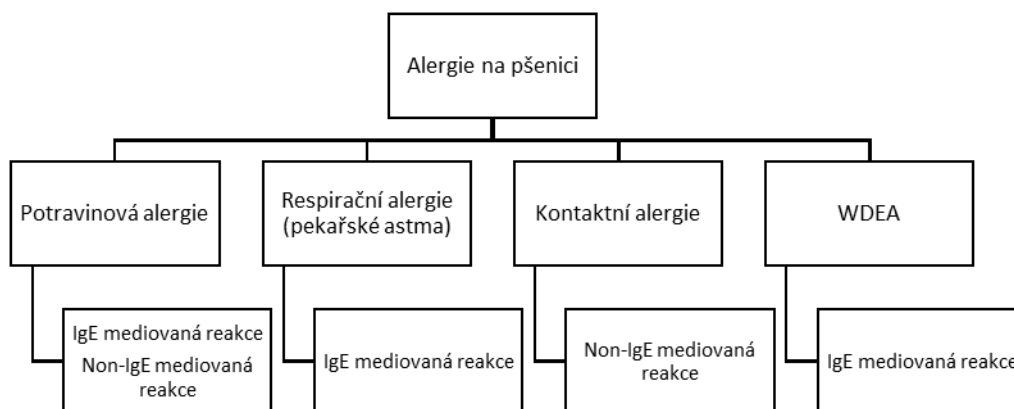 Alergie na pšenici
Potravinová alergie
Respirační alergie
(pekařské astma)
Kontaktní alergie
WDEA
IgE mediovaná reakce
Non-IgE mediovaná
reakce
IgE mediovaná reakce
Non-IgE mediovaná
reakce
IgE mediovaná reakce